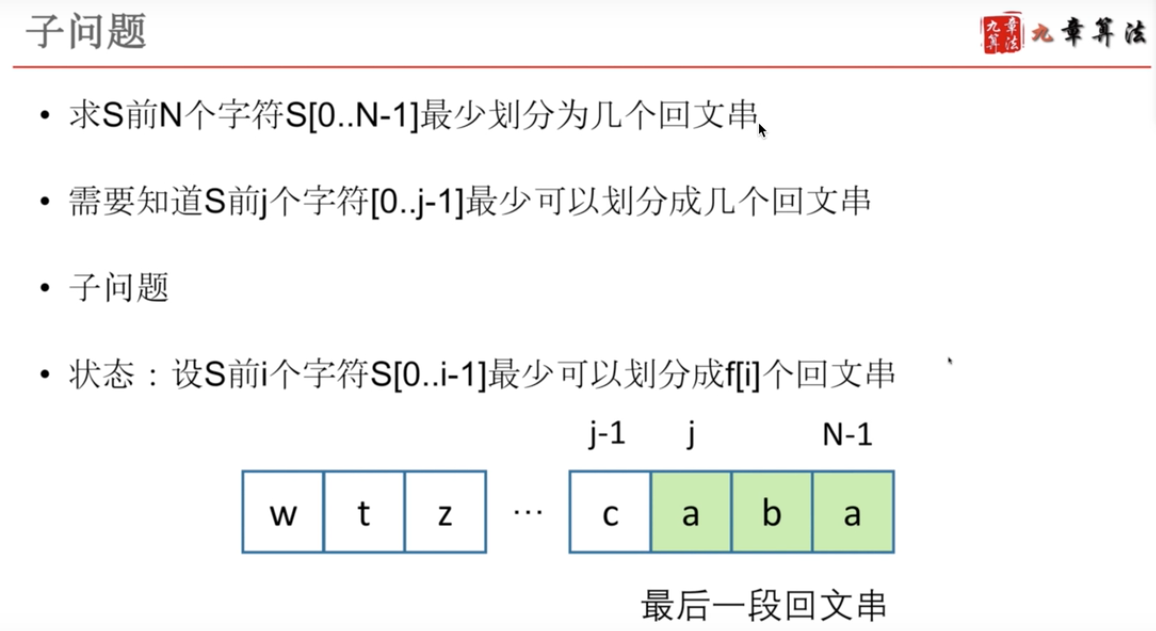 子问题
九章算法
九章算法
• 求S前N个字符S[0..N-1]最少划分为几个回文串
• 需要知道S前j个字符[0..j-1]最少可以划分成几个回文串
• 子问题
• 状态：设S前i个字符S[0..i-1]最少可以划分成f[i]个回文串
j-1 j N-1
w t z … c a b a
最后一段回文串